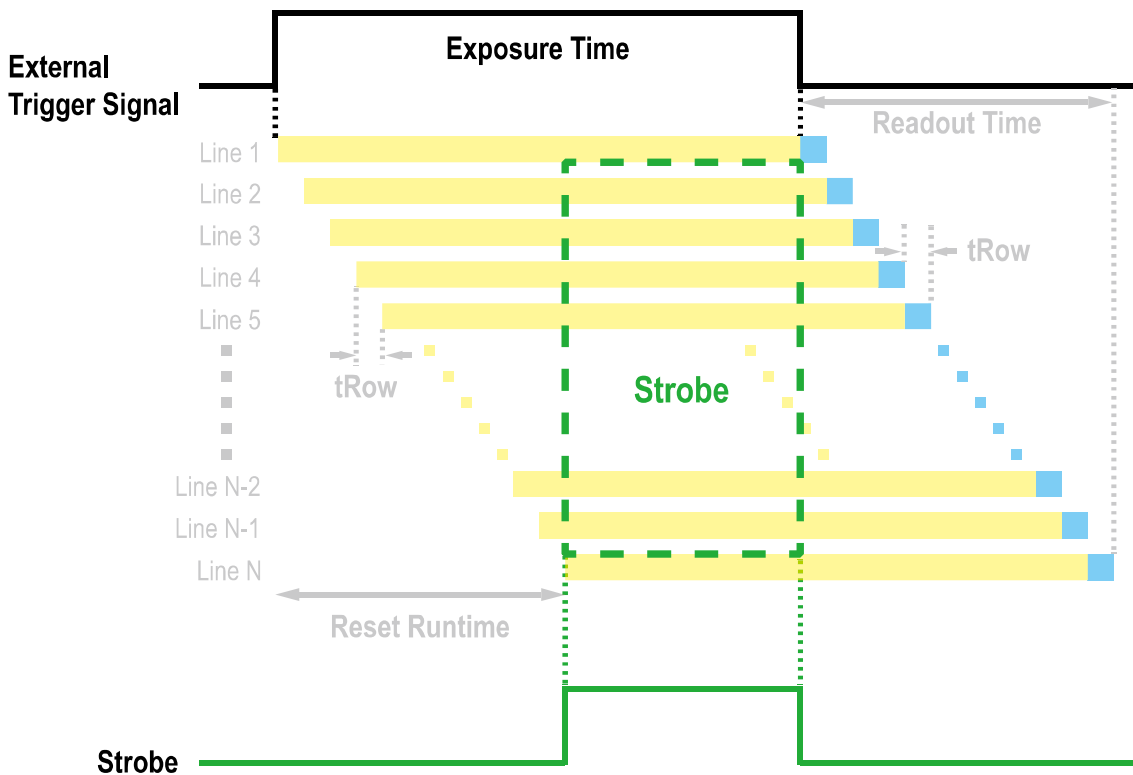 Exposure Time
External
Trigger Signal
Readout Time
Line 1
Line 2
Line 3
tRow
Line 4
Line 5
tRow
Strobe
Line N-2
Line N-1
Line N
Reset Runtime
Strobe